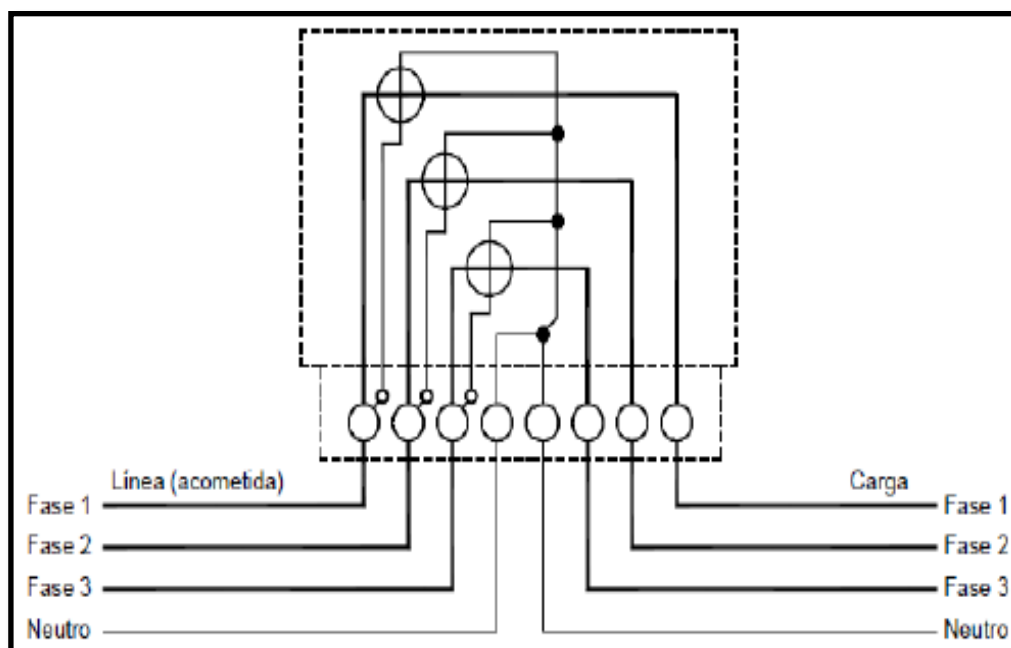 Línea (acometida)
Carga
Fase 1
Fase 1
Fase 2
Fase 2
Fase 3
Fase 3
Neutro
Neutro